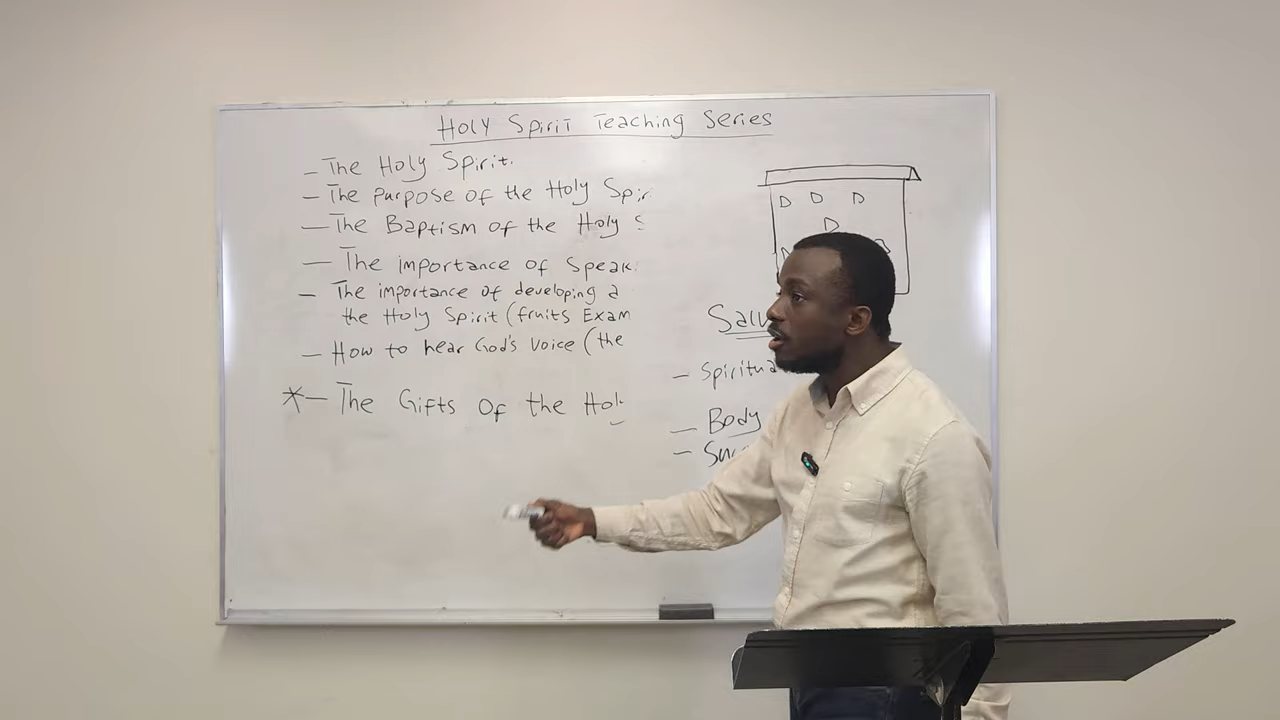 Holy Spirit Teaching Series
- The Holy Spirit.
- The purpose of the Holy Spir
- The Baptism of the Holy S
- The importance of Speak
- The importance of developing a
the Holy Spirit (fruits Exam
- How to hear God's Voice (the
*- The Gifts of the Hol
D D D
D
Salv
- Spiritua
- Body